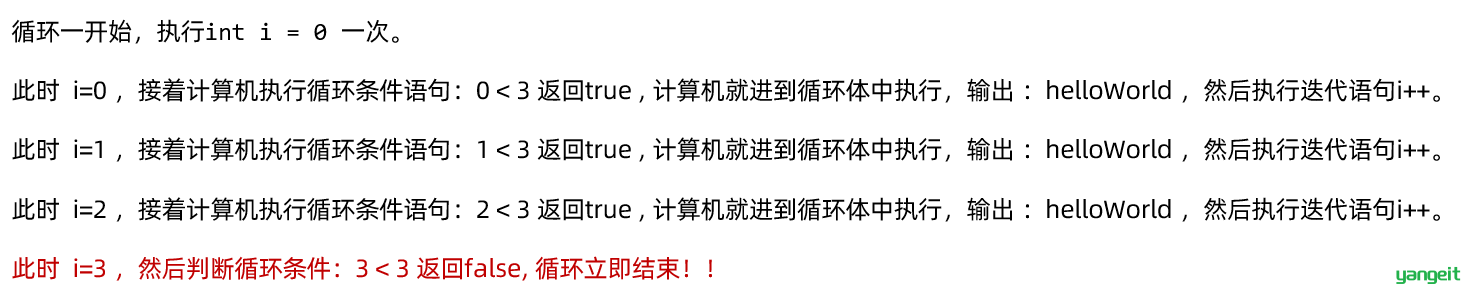 循环一开始，执行int i = 0 一次。
此时 i=0 ，接着计算机执行循环条件语句：0 < 3 返回true , 计算机就进到循环体中执行，输出 ：helloWorld ，然后执行迭代语句i++。
此时 i=1 ，接着计算机执行循环条件语句：1 < 3 返回true , 计算机就进到循环体中执行，输出 ：helloWorld ，然后执行迭代语句i++。
此时 i=2 ，接着计算机执行循环条件语句：2 < 3 返回true , 计算机就进到循环体中执行，输出 ：helloWorld ，然后执行迭代语句i++。
此时 i=3 ，然后判断循环条件：3 < 3 返回false, 循环立即结束！！
yangeit